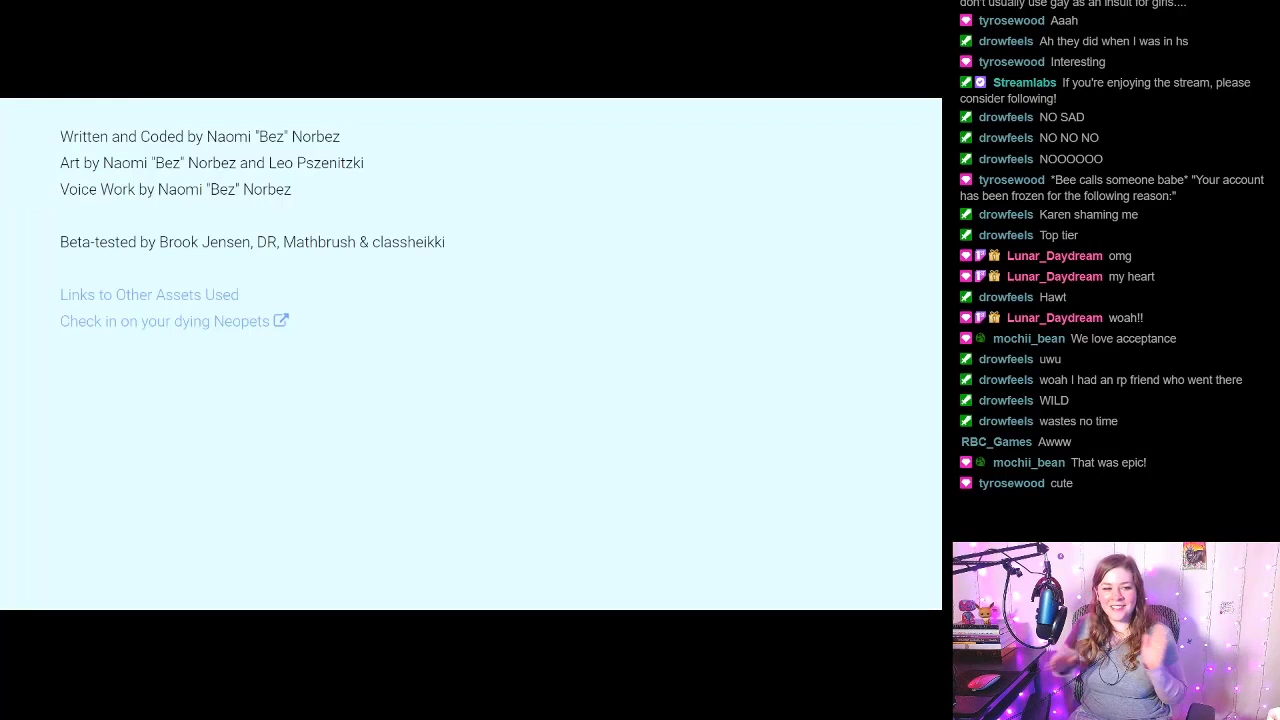 Written and Coded by Naomi "Bez" Norbez
Art by Naomi "Bez" Norbez and Leo Pszenitzki
Voice Work by Naomi "Bez" Norbez
Beta-tested by Brook Jensen, DR, Mathbrush & classheikki
Links to Other Assets Used
Check in on your dying Neopets
don't usually use gay as an insult for girls....
tyrosewood Aaah
drowfeels Ah they did when I was in hs
tyrosewood Interesting
Streamlabs If you're enjoying the stream, please
consider following!
drowfeels NO SAD
drowfeels NO NO NO
drowfeels NOOOOOO
tyrosewood *Bee calls someone babe* "Your account
has been frozen for the following reason:"
drowfeels Karen shaming me
drowfeels Top tier
Lunar_Daydream omg
Lunar_Daydream my heart
drowfeels Hawt
Lunar_Daydream woah!!
mochii_bean We love acceptance
drowfeels uwu
drowfeels woah I had an rp friend who went there
drowfeels WILD
drowfeels wastes no time
RBC_Games Awww
mochii_bean That was epic!
tyrosewood cute